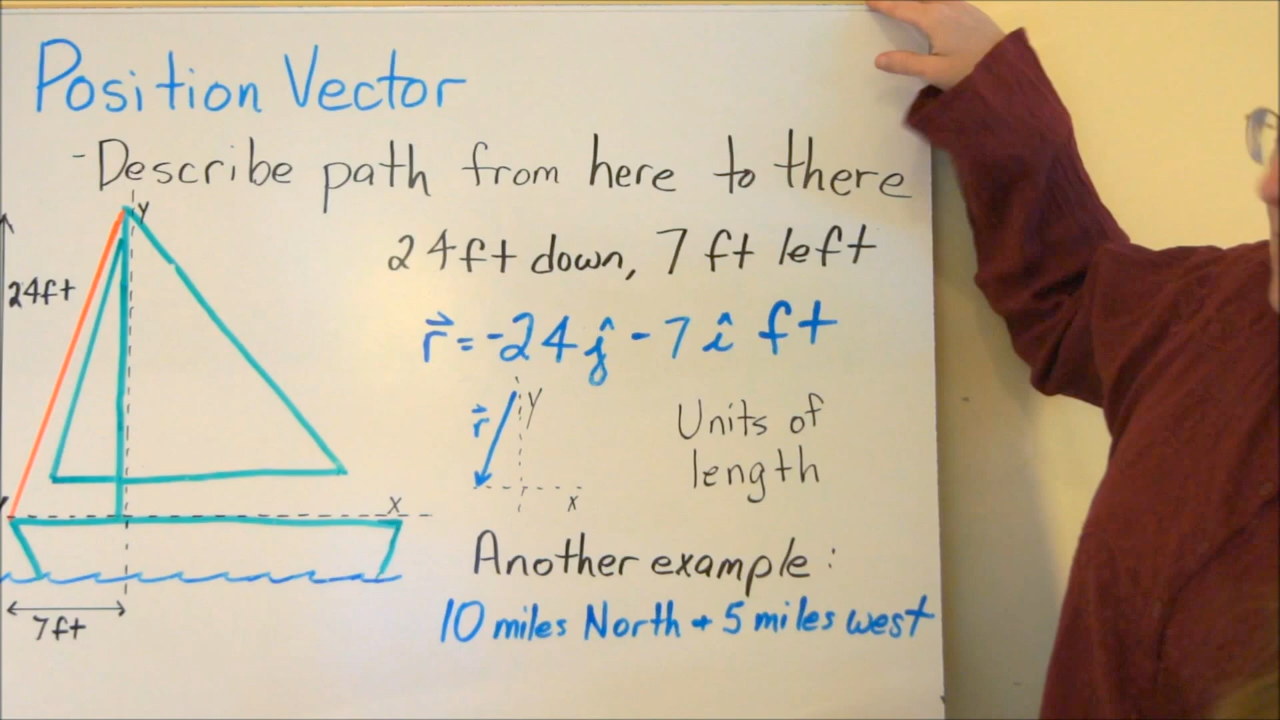 Position Vector
- Describe path from here to there
y
24ft down, 7 ft left
24ft
r⃗ = -24 ĵ - 7 î ft
r⃗
y
Units of
length
x
x
Another example:
10 miles North + 5 miles west
7ft